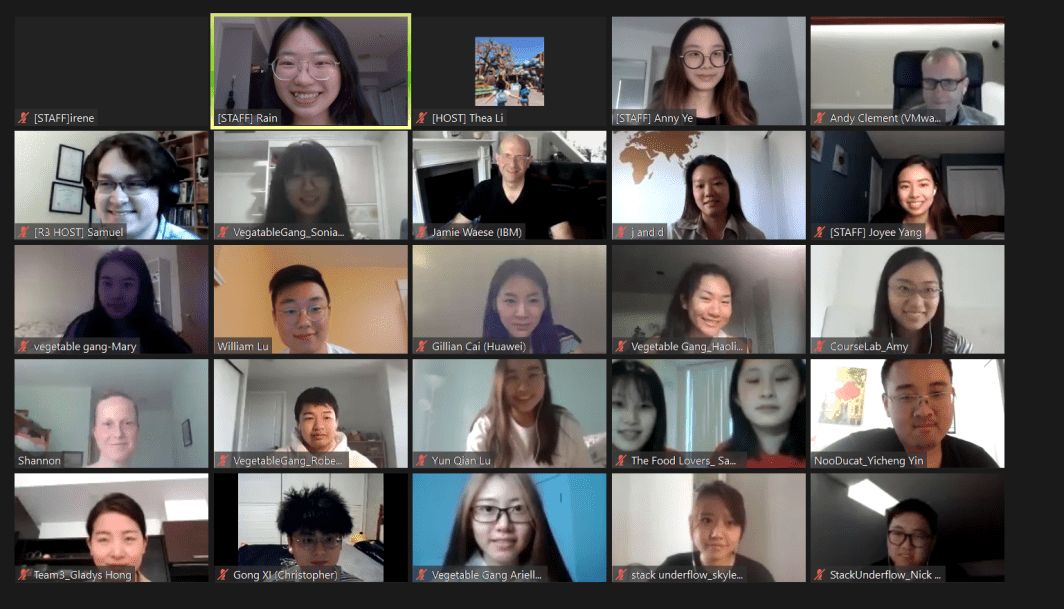 [STAFF]irene
[STAFF] Rain
[HOST] Thea Li
[STAFF] Anny Ye
Andy Clement (VMwa...
[R3 HOST] Samuel
VegatableGang_Sonia...
Jamie Waese (IBM)
j and d
[STAFF] Joyee Yang
vegetable gang-Mary
William Lu
Gillian Cai (Huawei)
Vegetable Gang_Haoli...
CourseLab_Amy
Shannon
VegetableGang_Robe...
Yun Qian Lu
The Food Lovers_ Sa...
NooDucat_Yicheng Yin
Team3_Gladys Hong
Gong XI (Christopher)
Vegetable Gang Ariell...
stack underflow_skyle...
StackUnderflow_Nick ...